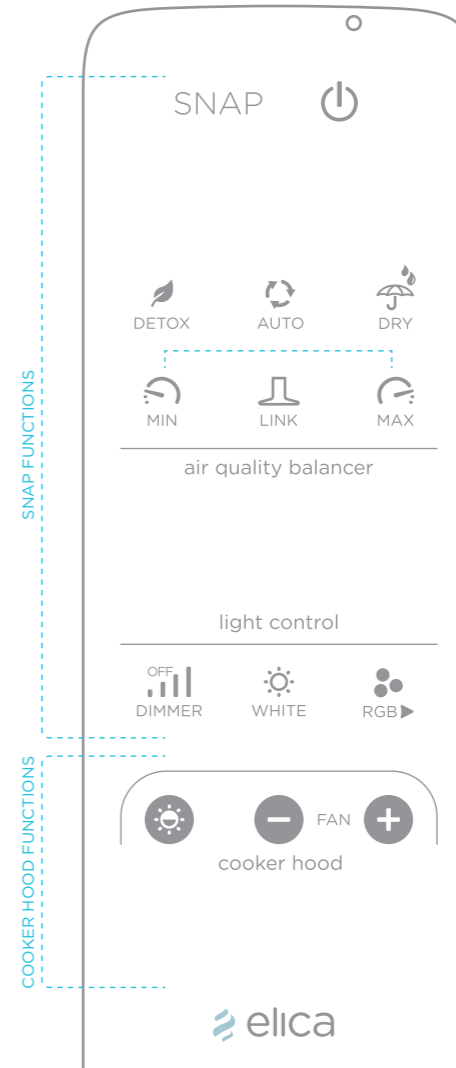 SNAP
DETOX AUTO DRY
MIN LINK MAX
air quality balancer
light control
OFF
DIMMER WHITE RGB
FAN
cooker hood
elica
SNAP FUNCTIONS
COOKER HOOD FUNCTIONS